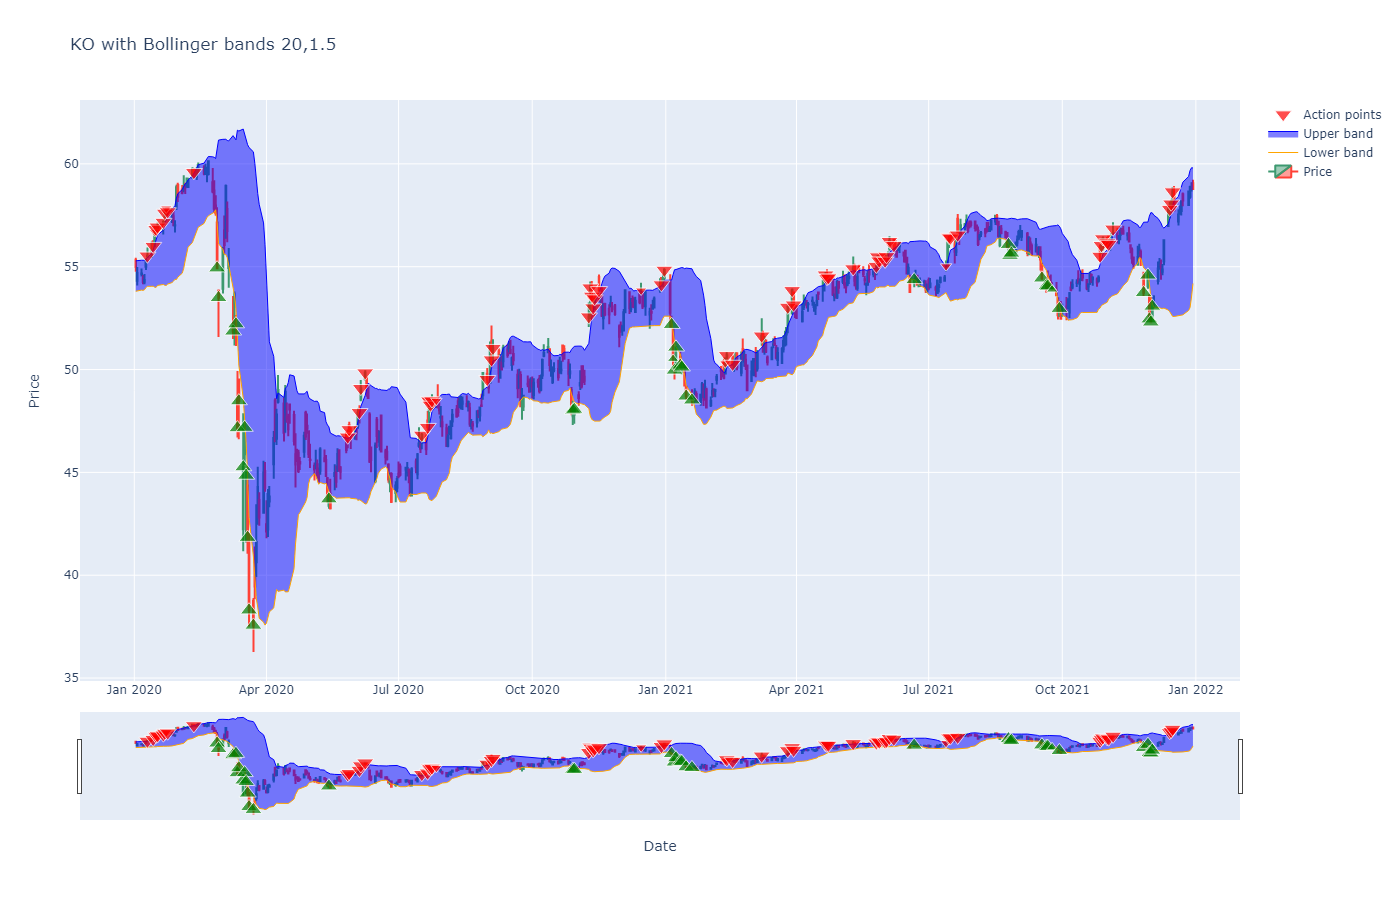 KO with Bollinger bands 20,1.5
Action points
Upper band
Lower band
Price
60
55
50
45
40
35
Price
Jan 2020 Apr 2020 Jul 2020 Oct 2020 Jan 2021 Apr 2021 Jul 2021 Oct 2021 Jan 2022
Date